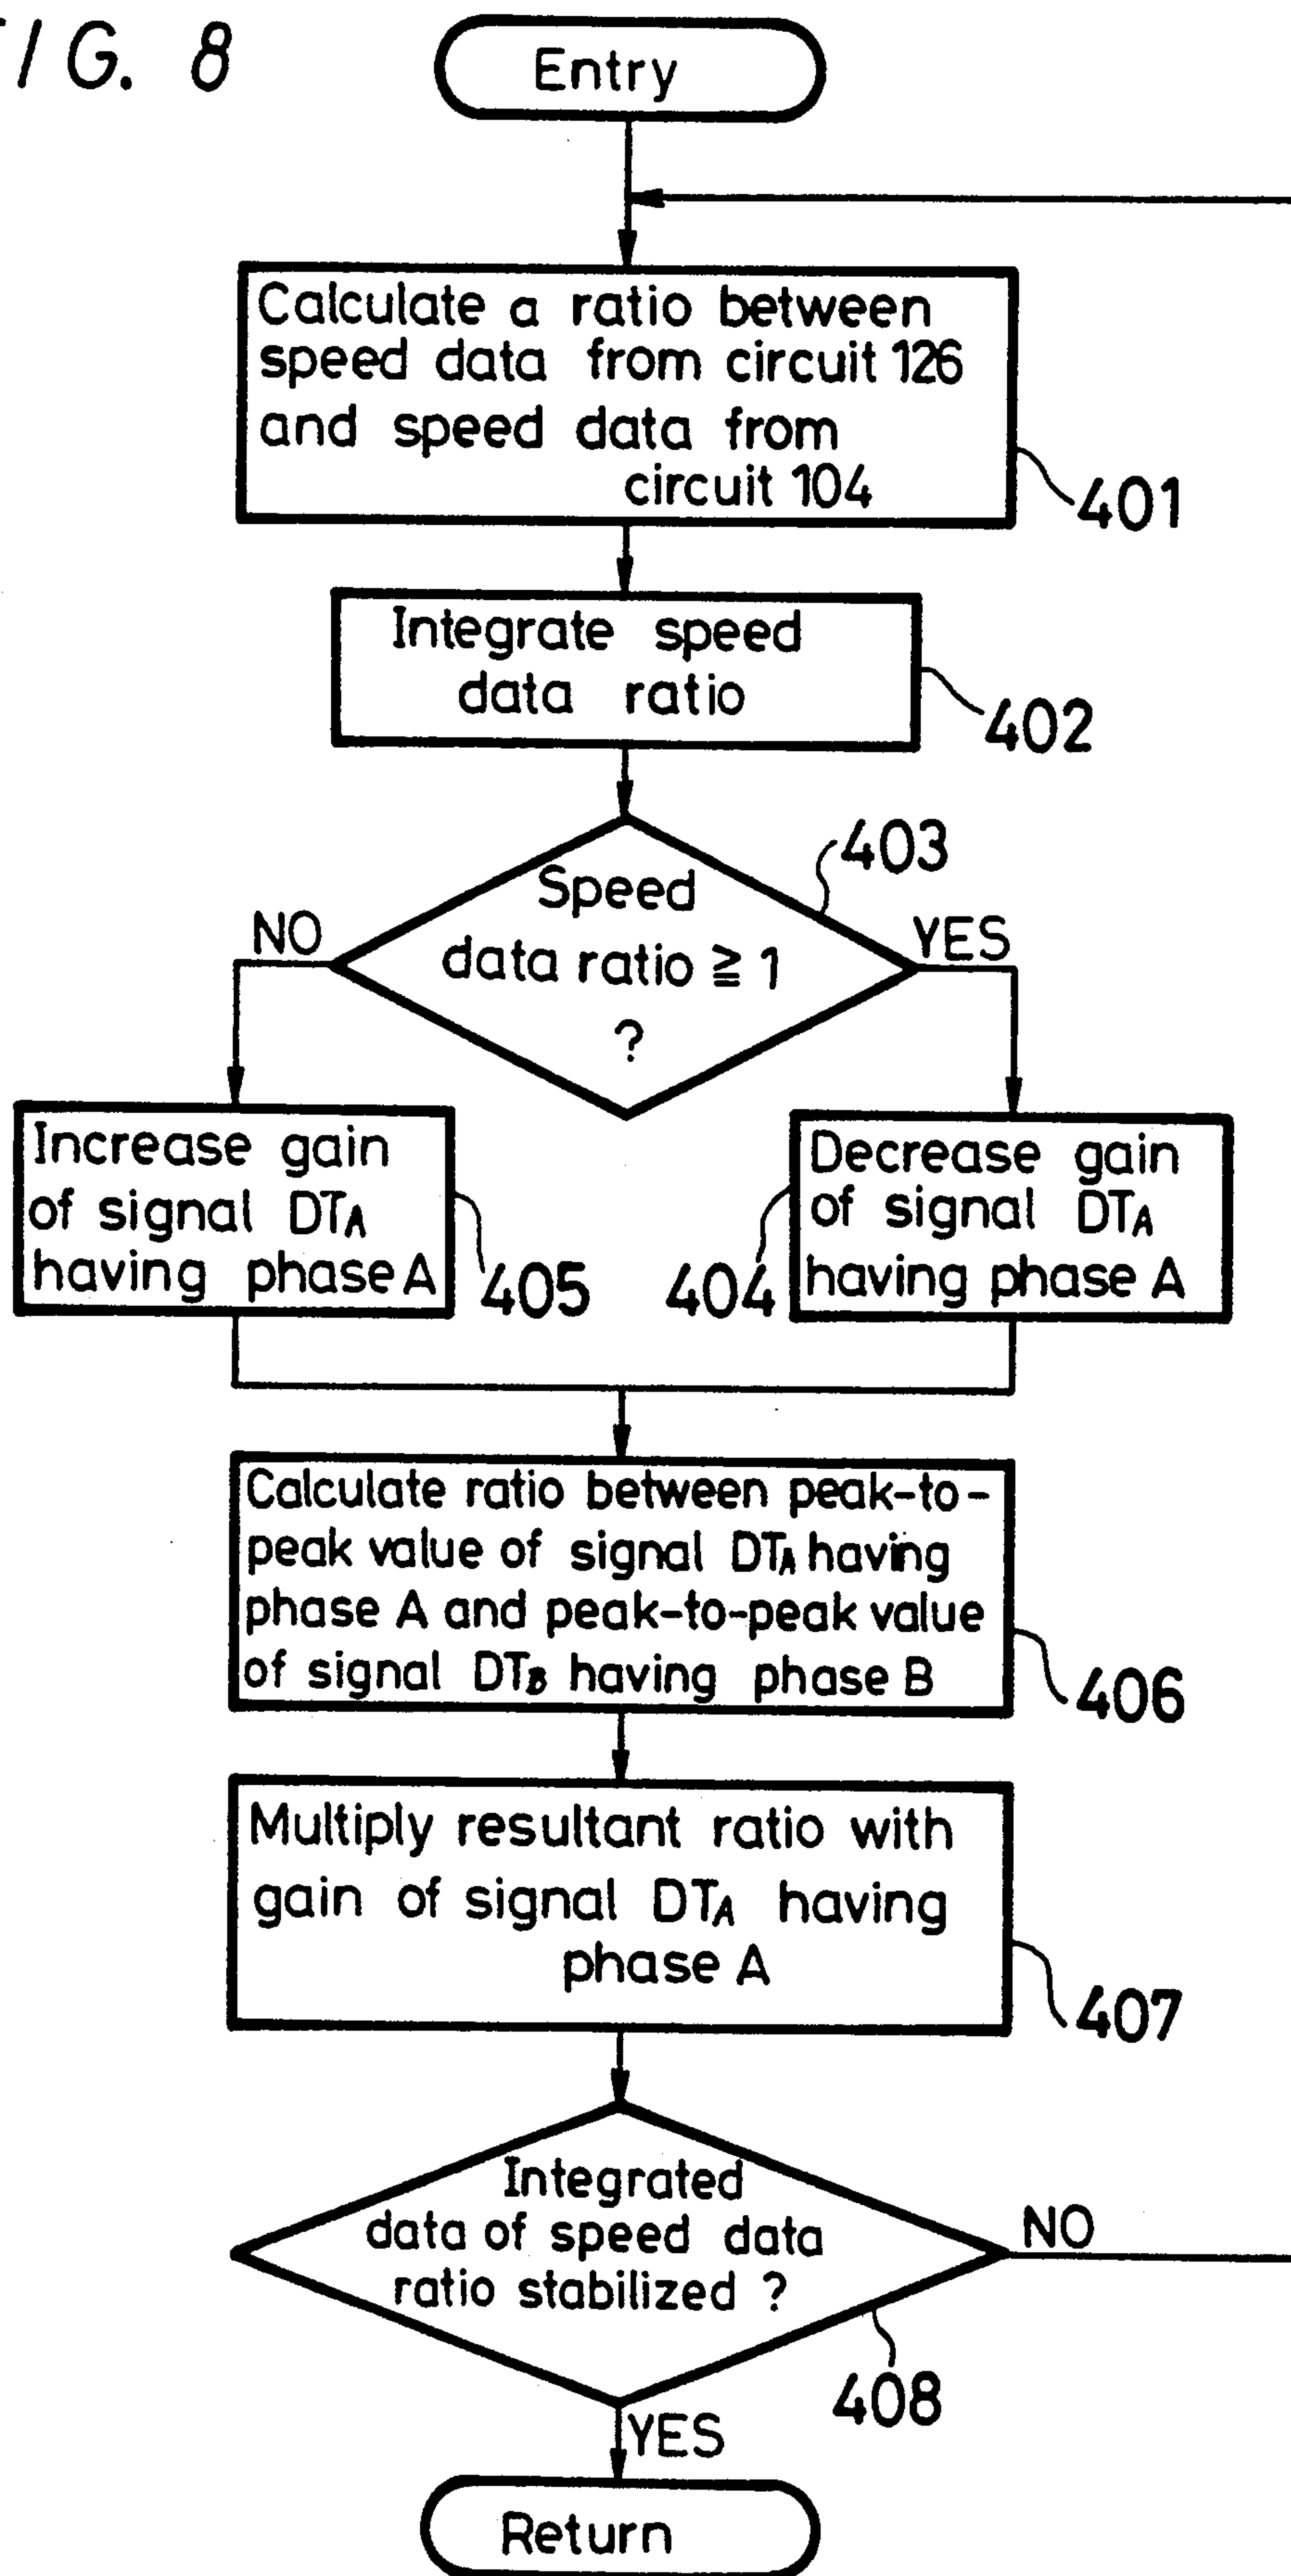 FIG. 8
Entry
Calculate a ratio between
speed data from circuit 126
and speed data from
circuit 104
401
Integrate speed
data ratio
402
403
Speed
data ratio ≧ 1
?
NO
YES
Increase gain
of signal DTA
having phase A
405
404
Decrease gain
of signal DTA
having phase A
Calculate ratio between peak-to-
peak value of signal DTA having
phase A and peak-to-peak value
of signal DTB having phase B
406
Multiply resultant ratio with
gain of signal DTA having
phase A
407
Integrated
data of speed data
ratio stabilized ?
NO
408
YES
Return